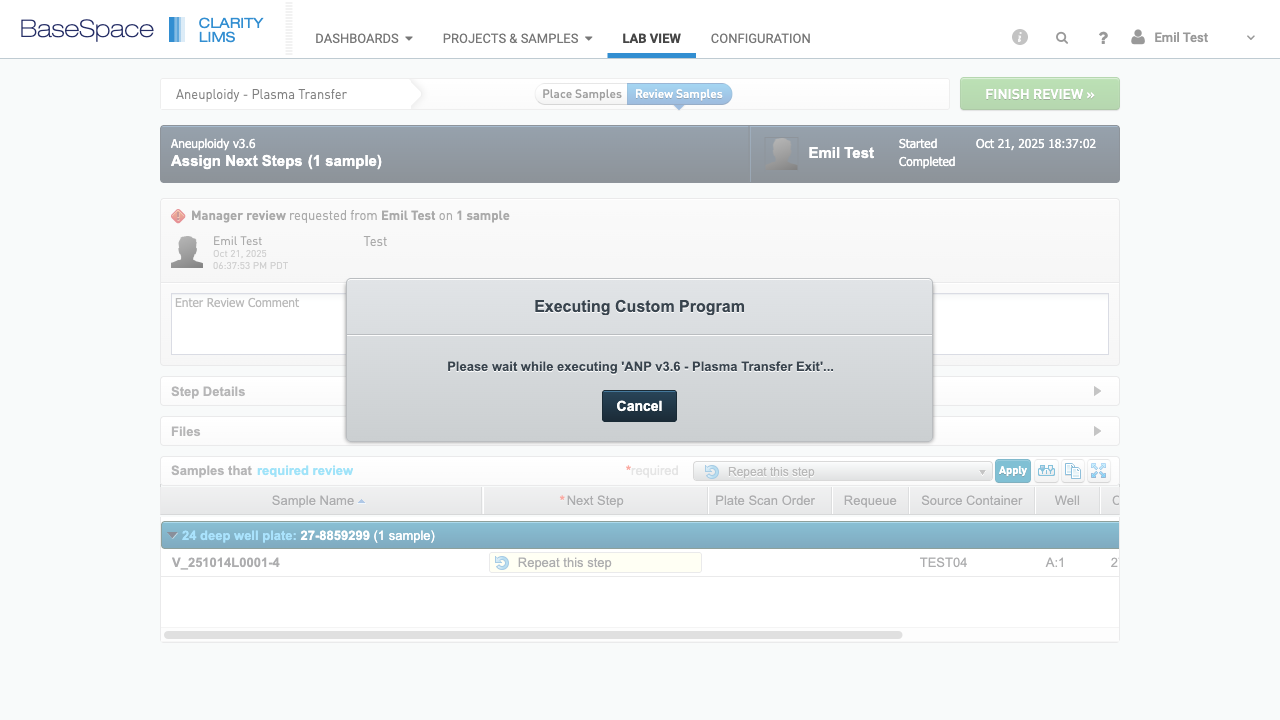 BaseSpace CLARITY LIMS
DASHBOARDS PROJECTS & SAMPLES LAB VIEW CONFIGURATION
i ? Emil Test
Aneuploidy - Plasma Transfer
Place Samples Review Samples
FINISH REVIEW »
Aneuploidy v3.6
Assign Next Steps (1 sample)
Emil Test
Started Oct 21, 2025 18:37:02
Completed
Manager review requested from Emil Test on 1 sample
Emil Test Test
Oct 21, 2025
06:37:53 PM PDT
Enter Review Comment
Executing Custom Program
Please wait while executing 'ANP v3.6 - Plasma Transfer Exit'...
Cancel
Step Details
Files
Samples that required review *required Repeat this step Apply
Sample Name *Next Step Plate Scan Order Requeue Source Container Well C
24 deep well plate: 27-8859299 (1 sample)
V_251014L0001-4 Repeat this step TEST04 A:1 2